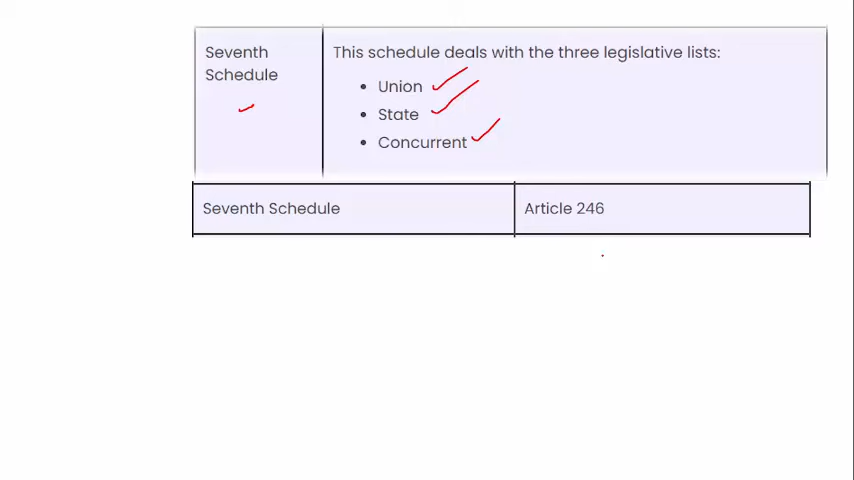 Seventh
Schedule
This schedule deals with the three legislative lists:
• Union
• State
• Concurrent
Seventh Schedule
Article 246